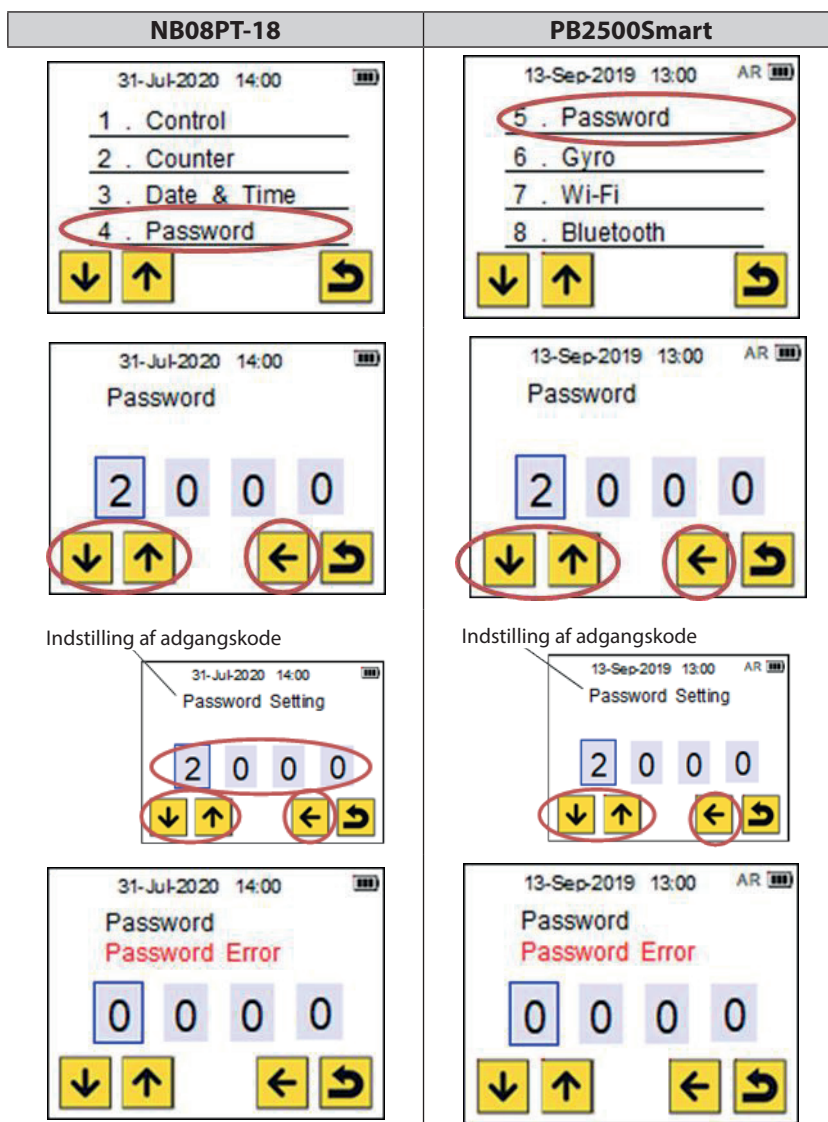 NB08PT-18
PB2500Smart
31-Jul-2020 14:00
1 . Control
2 . Counter
3 . Date & Time
4 . Password
13-Sep-2019 13:00 AR
5 . Password
6 . Gyro
7 . Wi-Fi
8 . Bluetooth
31-Jul-2020 14:00
Password
2 0 0 0
13-Sep-2019 13:00 AR
Password
2 0 0 0
Indstilling af adgangskode
31-Jul-2020 14:00
Password Setting
2 0 0 0
Indstilling af adgangskode
13-Sep-2019 13:00 AR
Password Setting
2 0 0 0
31-Jul-2020 14:00
Password
Password Error
0 0 0 0
13-Sep-2019 13:00 AR
Password
Password Error
0 0 0 0